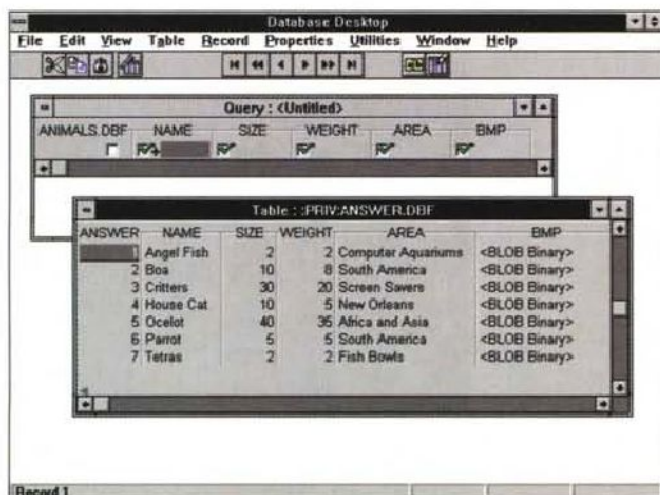 Database Desktop
File Edit View Table Record Properties Utilities Window Help
Query : <Untitled>
ANIMALS.DBF NAME SIZE WEIGHT AREA BMP
Table : :PRIV:ANSWER.DBF
ANSWER NAME SIZE WEIGHT AREA BMP
1 Angel Fish 2 2 Computer Aquariums <BLOB Binary>
2 Boa 10 8 South America <BLOB Binary>
3 Critters 30 20 Screen Savers <BLOB Binary>
4 House Cat 10 5 New Orleans <BLOB Binary>
5 Ocelot 40 35 Africa and Asia <BLOB Binary>
6 Parrot 5 5 South America <BLOB Binary>
7 Tetras 2 2 Fish Bowls <BLOB Binary>
Record 1